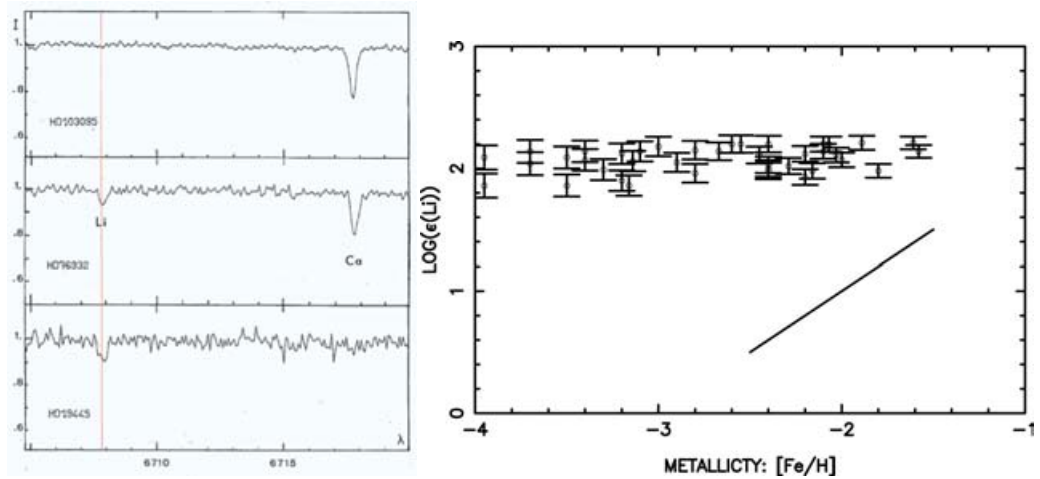 I
1.
.8
.6
HD103095
1.
.8
.6
Li
Ca
HD76932
1.
.8
.6
HD19445
λ
6710
6715
3
2
1
0
LOG(ε(Li)
-4
-3
-2
-1
METALLICTY: [Fe/H]